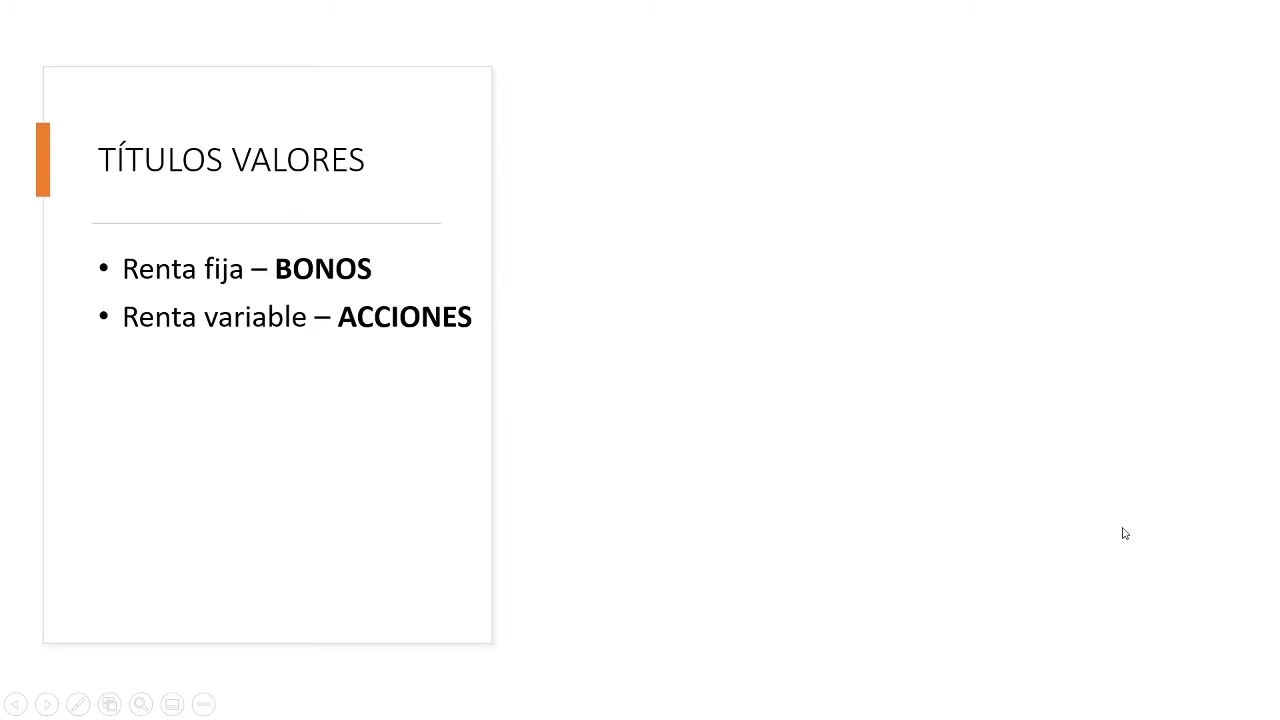 TÍTULOS VALORES
• Renta fija – BONOS
• Renta variable – ACCIONES